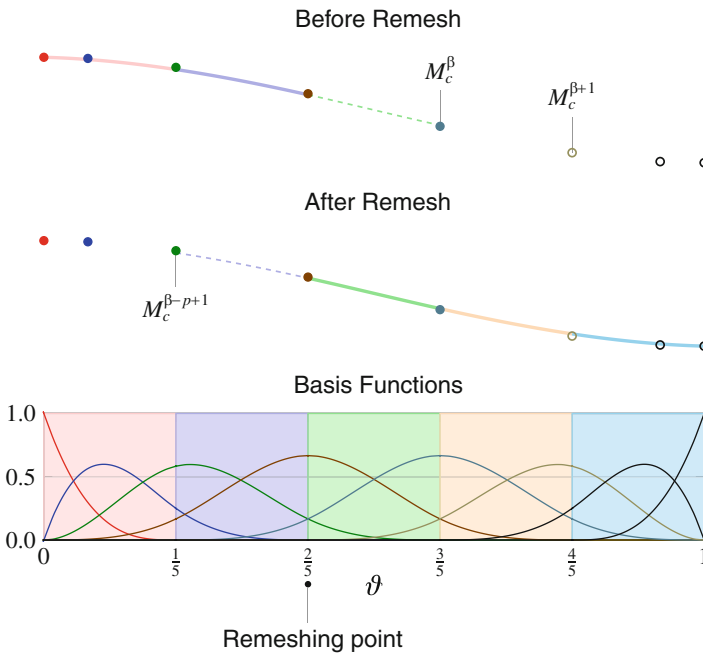 Before Remesh
M_c^β
M_c^{β+1}
After Remesh
M_c^{β−p+1}
Basis Functions
1.0
0.5
0.0
0 1/5 2/5 3/5 4/5 1
ϑ
Remeshing point